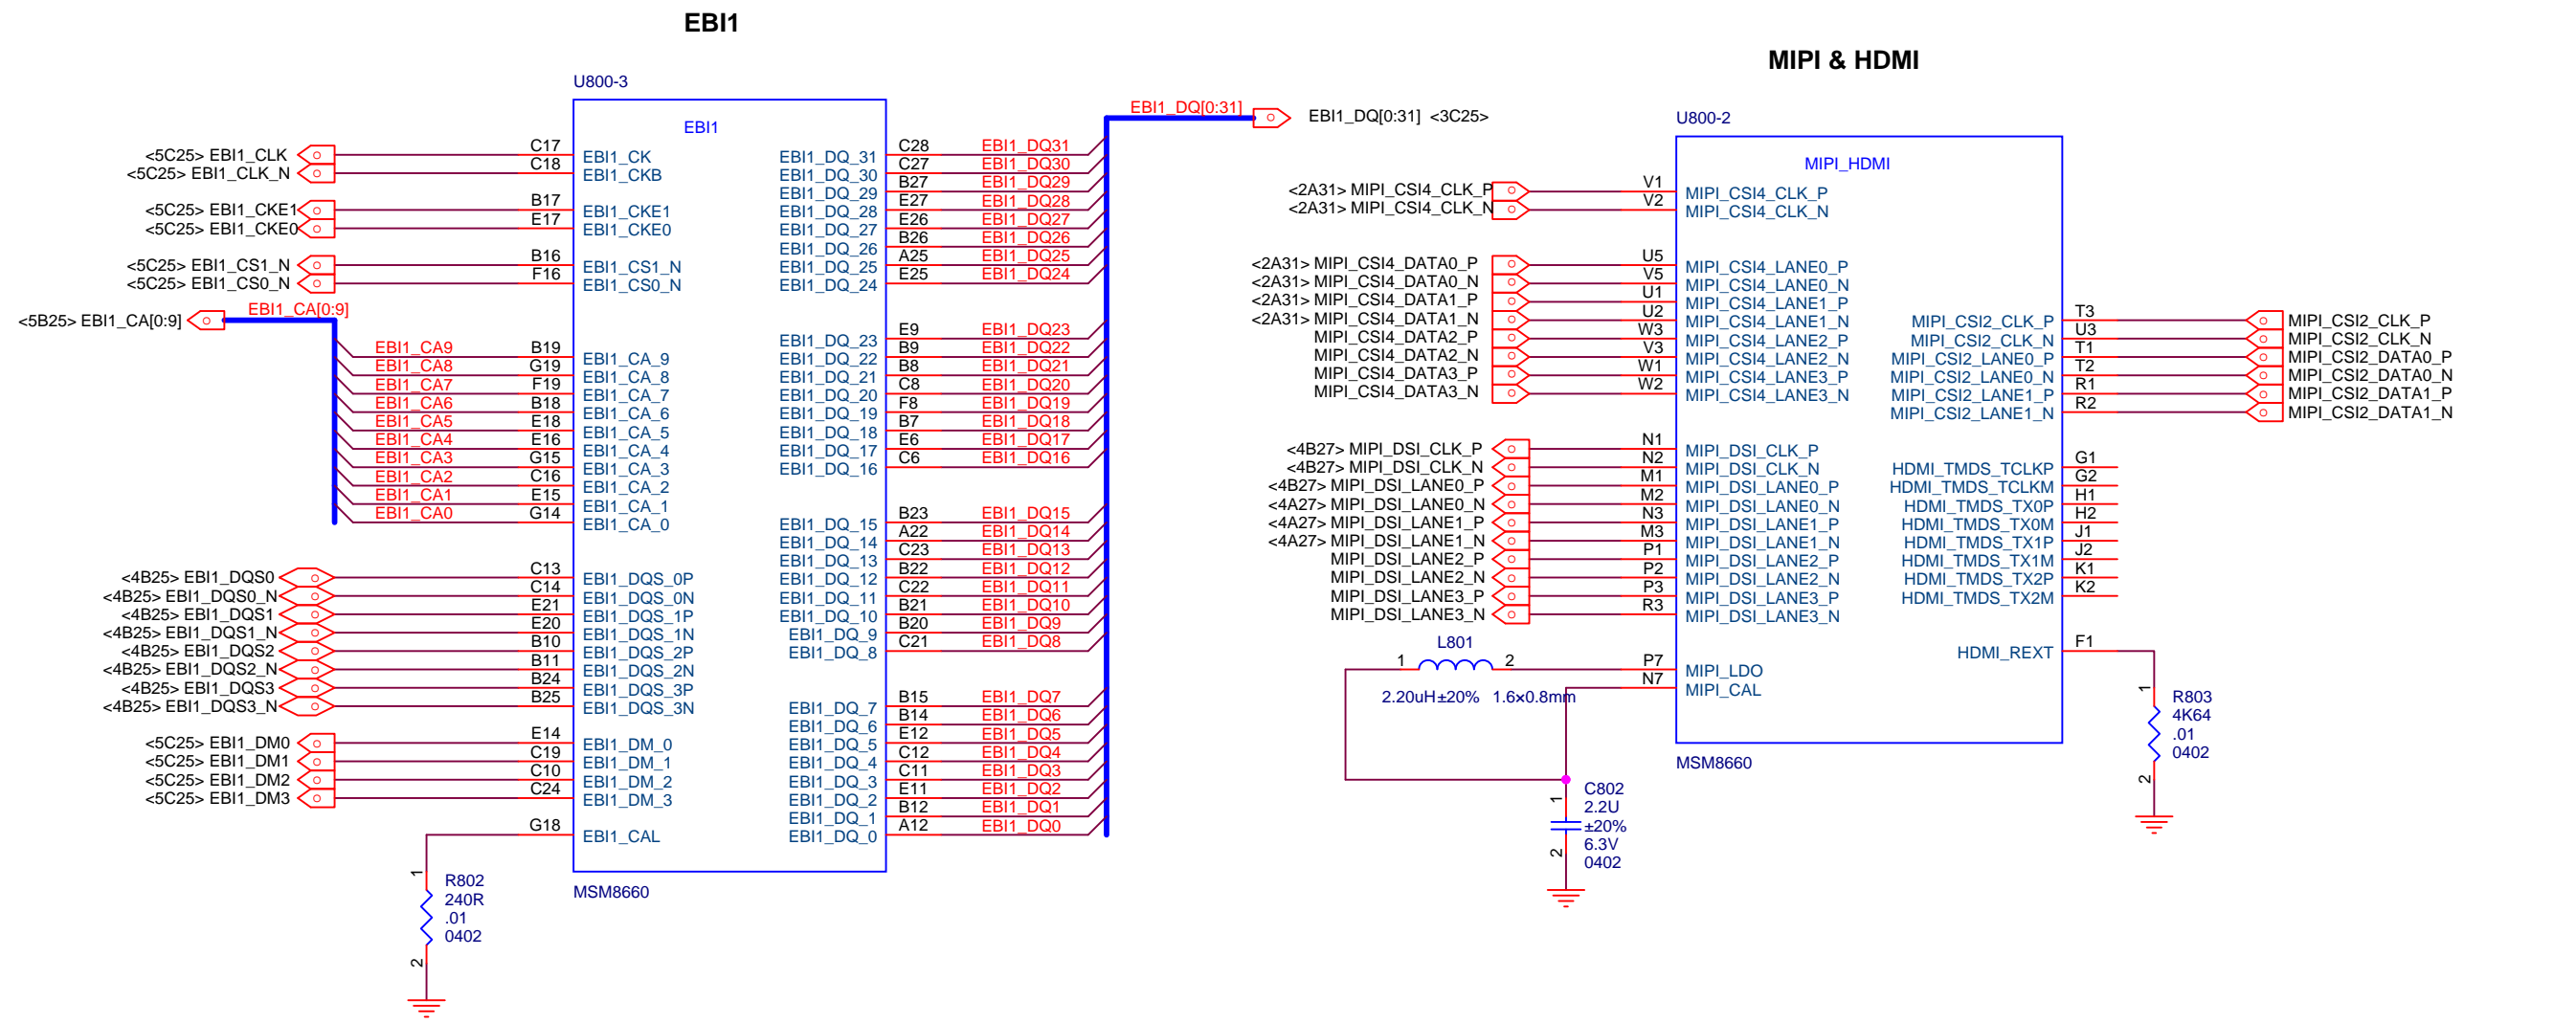 EBI1
U800-3
EBI1
<5C25> EBI1_CLK C17 EBI1_CK
<5C25> EBI1_CLK_N C18 EBI1_CKB
<5C25> EBI1_CKE1 B17 EBI1_CKE1
<5C25> EBI1_CKE0 E17 EBI1_CKE0
<5C25> EBI1_CS1_N B16 EBI1_CS1_N
<5C25> EBI1_CS0_N F16 EBI1_CS0_N
<5B25> EBI1_CA[0:9] EBI1_CA[0:9]
EBI1_CA9 B19 EBI1_CA_9
EBI1_CA8 G19 EBI1_CA_8
EBI1_CA7 F19 EBI1_CA_7
EBI1_CA6 B18 EBI1_CA_6
EBI1_CA5 E18 EBI1_CA_5
EBI1_CA4 E16 EBI1_CA_4
EBI1_CA3 G15 EBI1_CA_3
EBI1_CA2 C16 EBI1_CA_2
EBI1_CA1 E15 EBI1_CA_1
EBI1_CA0 G14 EBI1_CA_0
<4B25> EBI1_DQS0 C13 EBI1_DQS_0P
<4B25> EBI1_DQS0_N C14 EBI1_DQS_0N
<4B25> EBI1_DQS1 E21 EBI1_DQS_1P
<4B25> EBI1_DQS1_N E20 EBI1_DQS_1N
<4B25> EBI1_DQS2 B10 EBI1_DQS_2P
<4B25> EBI1_DQS2_N B11 EBI1_DQS_2N
<4B25> EBI1_DQS3 B24 EBI1_DQS_3P
<4B25> EBI1_DQS3_N B25 EBI1_DQS_3N
<5C25> EBI1_DM0 E14 EBI1_DM_0
<5C25> EBI1_DM1 C19 EBI1_DM_1
<5C25> EBI1_DM2 C10 EBI1_DM_2
<5C25> EBI1_DM3 C24 EBI1_DM_3
G18 EBI1_CAL
1
R802
240R
.01
0402
2
MSM8660
EBI1_DQ[0:31] EBI1_DQ[0:31] <3C25>
EBI1_DQ_31 C28 EBI1_DQ31
EBI1_DQ_30 C27 EBI1_DQ30
EBI1_DQ_29 B27 EBI1_DQ29
EBI1_DQ_28 E27 EBI1_DQ28
EBI1_DQ_27 E26 EBI1_DQ27
EBI1_DQ_26 B26 EBI1_DQ26
EBI1_DQ_25 A25 EBI1_DQ25
EBI1_DQ_24 E25 EBI1_DQ24
EBI1_DQ_23 E9 EBI1_DQ23
EBI1_DQ_22 B9 EBI1_DQ22
EBI1_DQ_21 B8 EBI1_DQ21
EBI1_DQ_20 C8 EBI1_DQ20
EBI1_DQ_19 F8 EBI1_DQ19
EBI1_DQ_18 B7 EBI1_DQ18
EBI1_DQ_17 E6 EBI1_DQ17
EBI1_DQ_16 C6 EBI1_DQ16
EBI1_DQ_15 B23 EBI1_DQ15
EBI1_DQ_14 A22 EBI1_DQ14
EBI1_DQ_13 C23 EBI1_DQ13
EBI1_DQ_12 B22 EBI1_DQ12
EBI1_DQ_11 C22 EBI1_DQ11
EBI1_DQ_10 B21 EBI1_DQ10
EBI1_DQ_9 B20 EBI1_DQ9
EBI1_DQ_8 C21 EBI1_DQ8
EBI1_DQ_7 B15 EBI1_DQ7
EBI1_DQ_6 B14 EBI1_DQ6
EBI1_DQ_5 E12 EBI1_DQ5
EBI1_DQ_4 C12 EBI1_DQ4
EBI1_DQ_3 C11 EBI1_DQ3
EBI1_DQ_2 E11 EBI1_DQ2
EBI1_DQ_1 B12 EBI1_DQ1
EBI1_DQ_0 A12 EBI1_DQ0
MIPI & HDMI
U800-2
MIPI_HDMI
<2A31> MIPI_CSI4_CLK_P V1 MIPI_CSI4_CLK_P
<2A31> MIPI_CSI4_CLK_N V2 MIPI_CSI4_CLK_N
<2A31> MIPI_CSI4_DATA0_P U5 MIPI_CSI4_LANE0_P
<2A31> MIPI_CSI4_DATA0_N V5 MIPI_CSI4_LANE0_N
<2A31> MIPI_CSI4_DATA1_P U1 MIPI_CSI4_LANE1_P
<2A31> MIPI_CSI4_DATA1_N U2 MIPI_CSI4_LANE1_N
MIPI_CSI4_DATA2_P W3 MIPI_CSI4_LANE2_P
MIPI_CSI4_DATA2_N V3 MIPI_CSI4_LANE2_N
MIPI_CSI4_DATA3_P W1 MIPI_CSI4_LANE3_P
MIPI_CSI4_DATA3_N W2 MIPI_CSI4_LANE3_N
<4B27> MIPI_DSI_CLK_P N1 MIPI_DSI_CLK_P
<4B27> MIPI_DSI_CLK_N N2 MIPI_DSI_CLK_N
<4B27> MIPI_DSI_LANE0_P M1 MIPI_DSI_LANE0_P
<4A27> MIPI_DSI_LANE0_N M2 MIPI_DSI_LANE0_N
<4A27> MIPI_DSI_LANE1_P N3 MIPI_DSI_LANE1_P
<4A27> MIPI_DSI_LANE1_N M3 MIPI_DSI_LANE1_N
MIPI_DSI_LANE2_P P1 MIPI_DSI_LANE2_P
MIPI_DSI_LANE2_N P2 MIPI_DSI_LANE2_N
MIPI_DSI_LANE3_P P3 MIPI_DSI_LANE3_P
MIPI_DSI_LANE3_N R3 MIPI_DSI_LANE3_N
L801
1 2 P7 MIPI_LDO
2.20uH±20% 1.6×0.8mm N7 MIPI_CAL
1
C802
2.2U
±20%
6.3V
0402
2
MSM8660
MIPI_CSI2_CLK_P T3 MIPI_CSI2_CLK_P
MIPI_CSI2_CLK_N U3 MIPI_CSI2_CLK_N
MIPI_CSI2_LANE0_P T1 MIPI_CSI2_DATA0_P
MIPI_CSI2_LANE0_N T2 MIPI_CSI2_DATA0_N
MIPI_CSI2_LANE1_P R1 MIPI_CSI2_DATA1_P
MIPI_CSI2_LANE1_N R2 MIPI_CSI2_DATA1_N
HDMI_TMDS_TCLKP G1
HDMI_TMDS_TCLKM G2
HDMI_TMDS_TX0P H1
HDMI_TMDS_TX0M H2
HDMI_TMDS_TX1P J1
HDMI_TMDS_TX1M J2
HDMI_TMDS_TX2P K1
HDMI_TMDS_TX2M K2
HDMI_REXT F1
1
R803
4K64
.01
0402
2